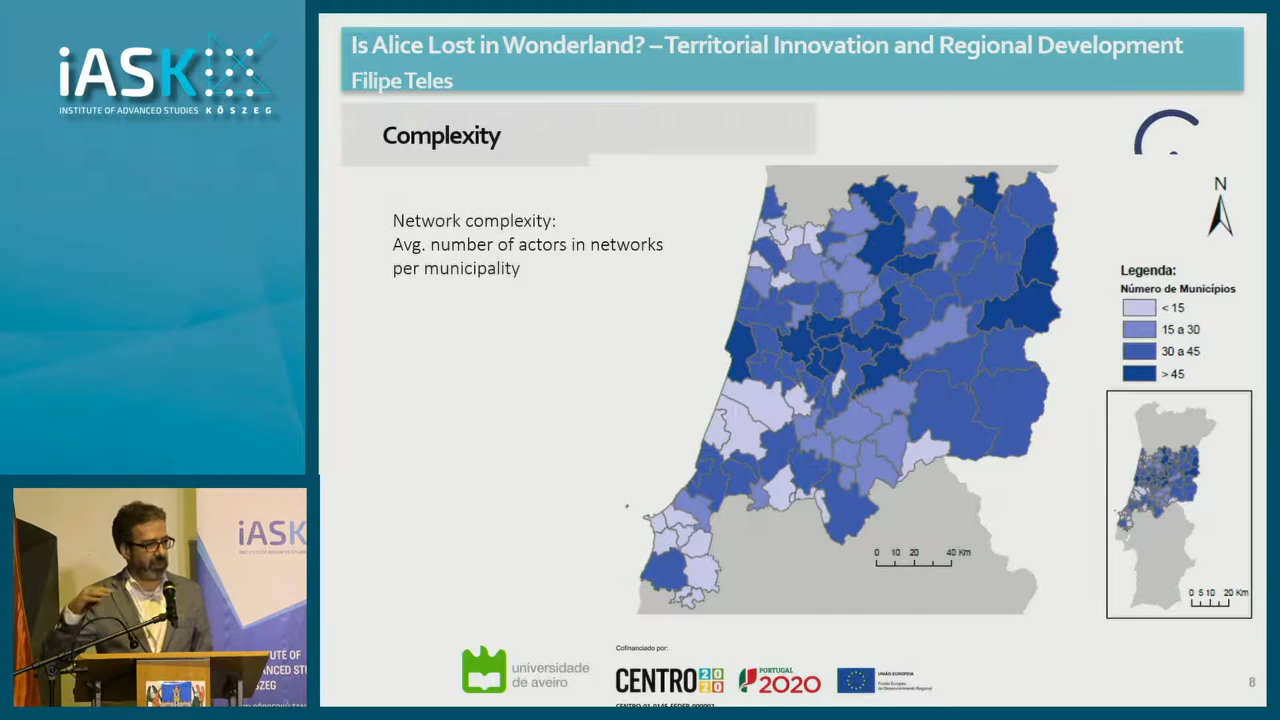 iASK
INSTITUTE OF ADVANCED STUDIES KŐSZEG
Is Alice Lost in Wonderland? – Territorial Innovation and Regional Development
Filipe Teles
Complexity
Network complexity:
Avg. number of actors in networks
per municipality
N
Legenda:
Número de Municípios
< 15
15 a 30
30 a 45
> 45
0 10 20 40 Km
0 5 10 20 Km
iASK
universidade
de aveiro
Cofinanciado por:
CENTRO 2020
PORTUGAL
2020
UNIÃO EUROPEIA
Fundo Europeu
de Desenvolvimento Regional
8